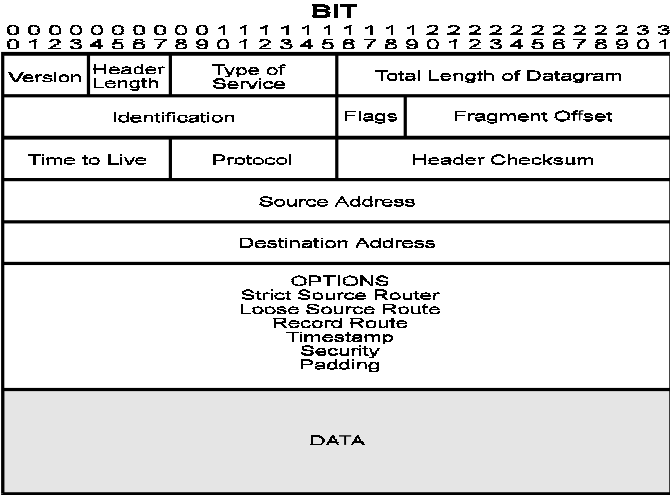 BIT
0 0 0 0 0 0 0 0 0 0 1 1 1 1 1 1 1 1 1 1 2 2 2 2 2 2 2 2 2 2 3 3
0 1 2 3 4 5 6 7 8 9 0 1 2 3 4 5 6 7 8 9 0 1 2 3 4 5 6 7 8 9 0 1
Version
Header
Length
Type of
Service
Total Length of Datagram
Identification
Flags
Fragment Offset
Time to Live
Protocol
Header Checksum
Source Address
Destination Address
OPTIONS
Strict Source Router
Loose Source Route
Record Route
Timestamp
Security
Padding
DATA